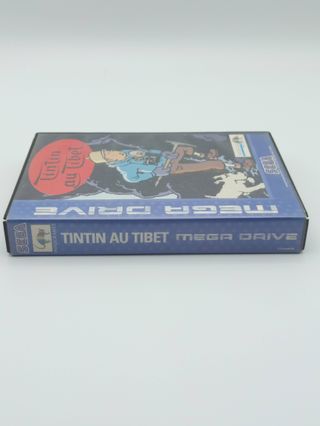 Tintin
au Tibet
SEGA
MEGA DRIVE
SEGA
TINTIN AU TIBET MEGA DRIVE